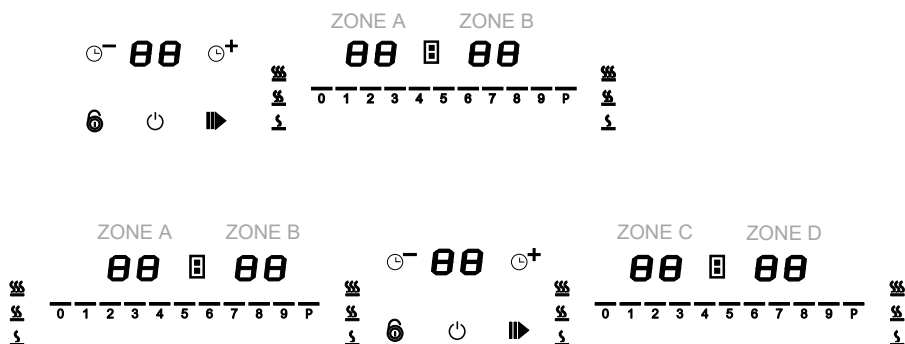 ZONE A ZONE B
88 88 88
0 1 2 3 4 5 6 7 8 9 P
ZONE A ZONE B ZONE C ZONE D
88 88 88 88 88
0 1 2 3 4 5 6 7 8 9 P 0 1 2 3 4 5 6 7 8 9 P